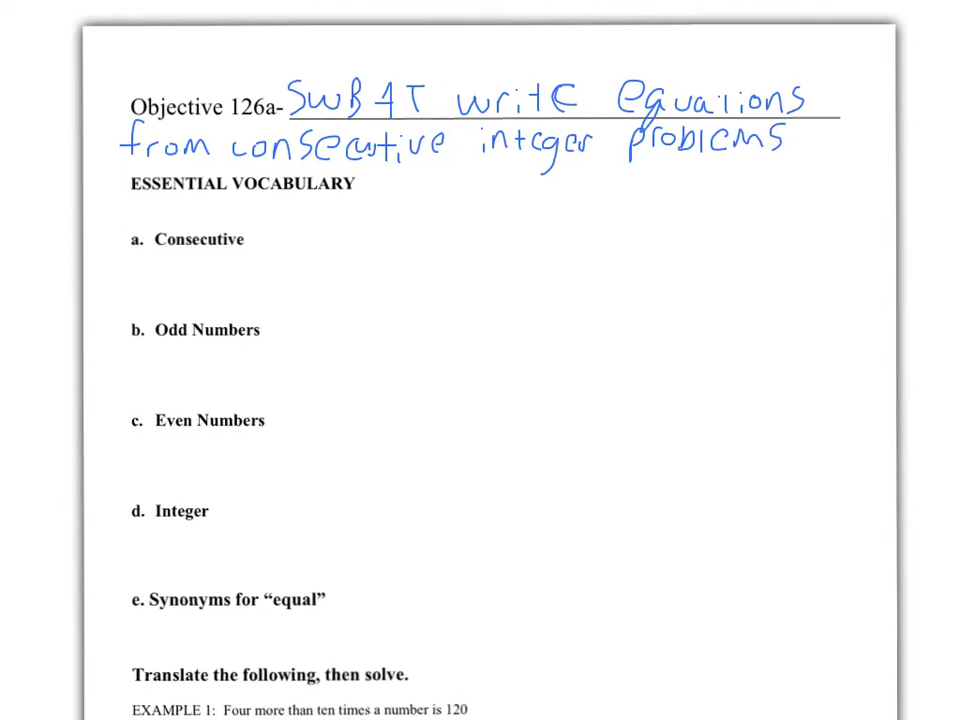 Objective 126a- SWBAT write equations
from consecutive integer problems
ESSENTIAL VOCABULARY
a. Consecutive
b. Odd Numbers
c. Even Numbers
d. Integer
e. Synonyms for “equal”
Translate the following, then solve.
EXAMPLE 1: Four more than ten times a number is 120